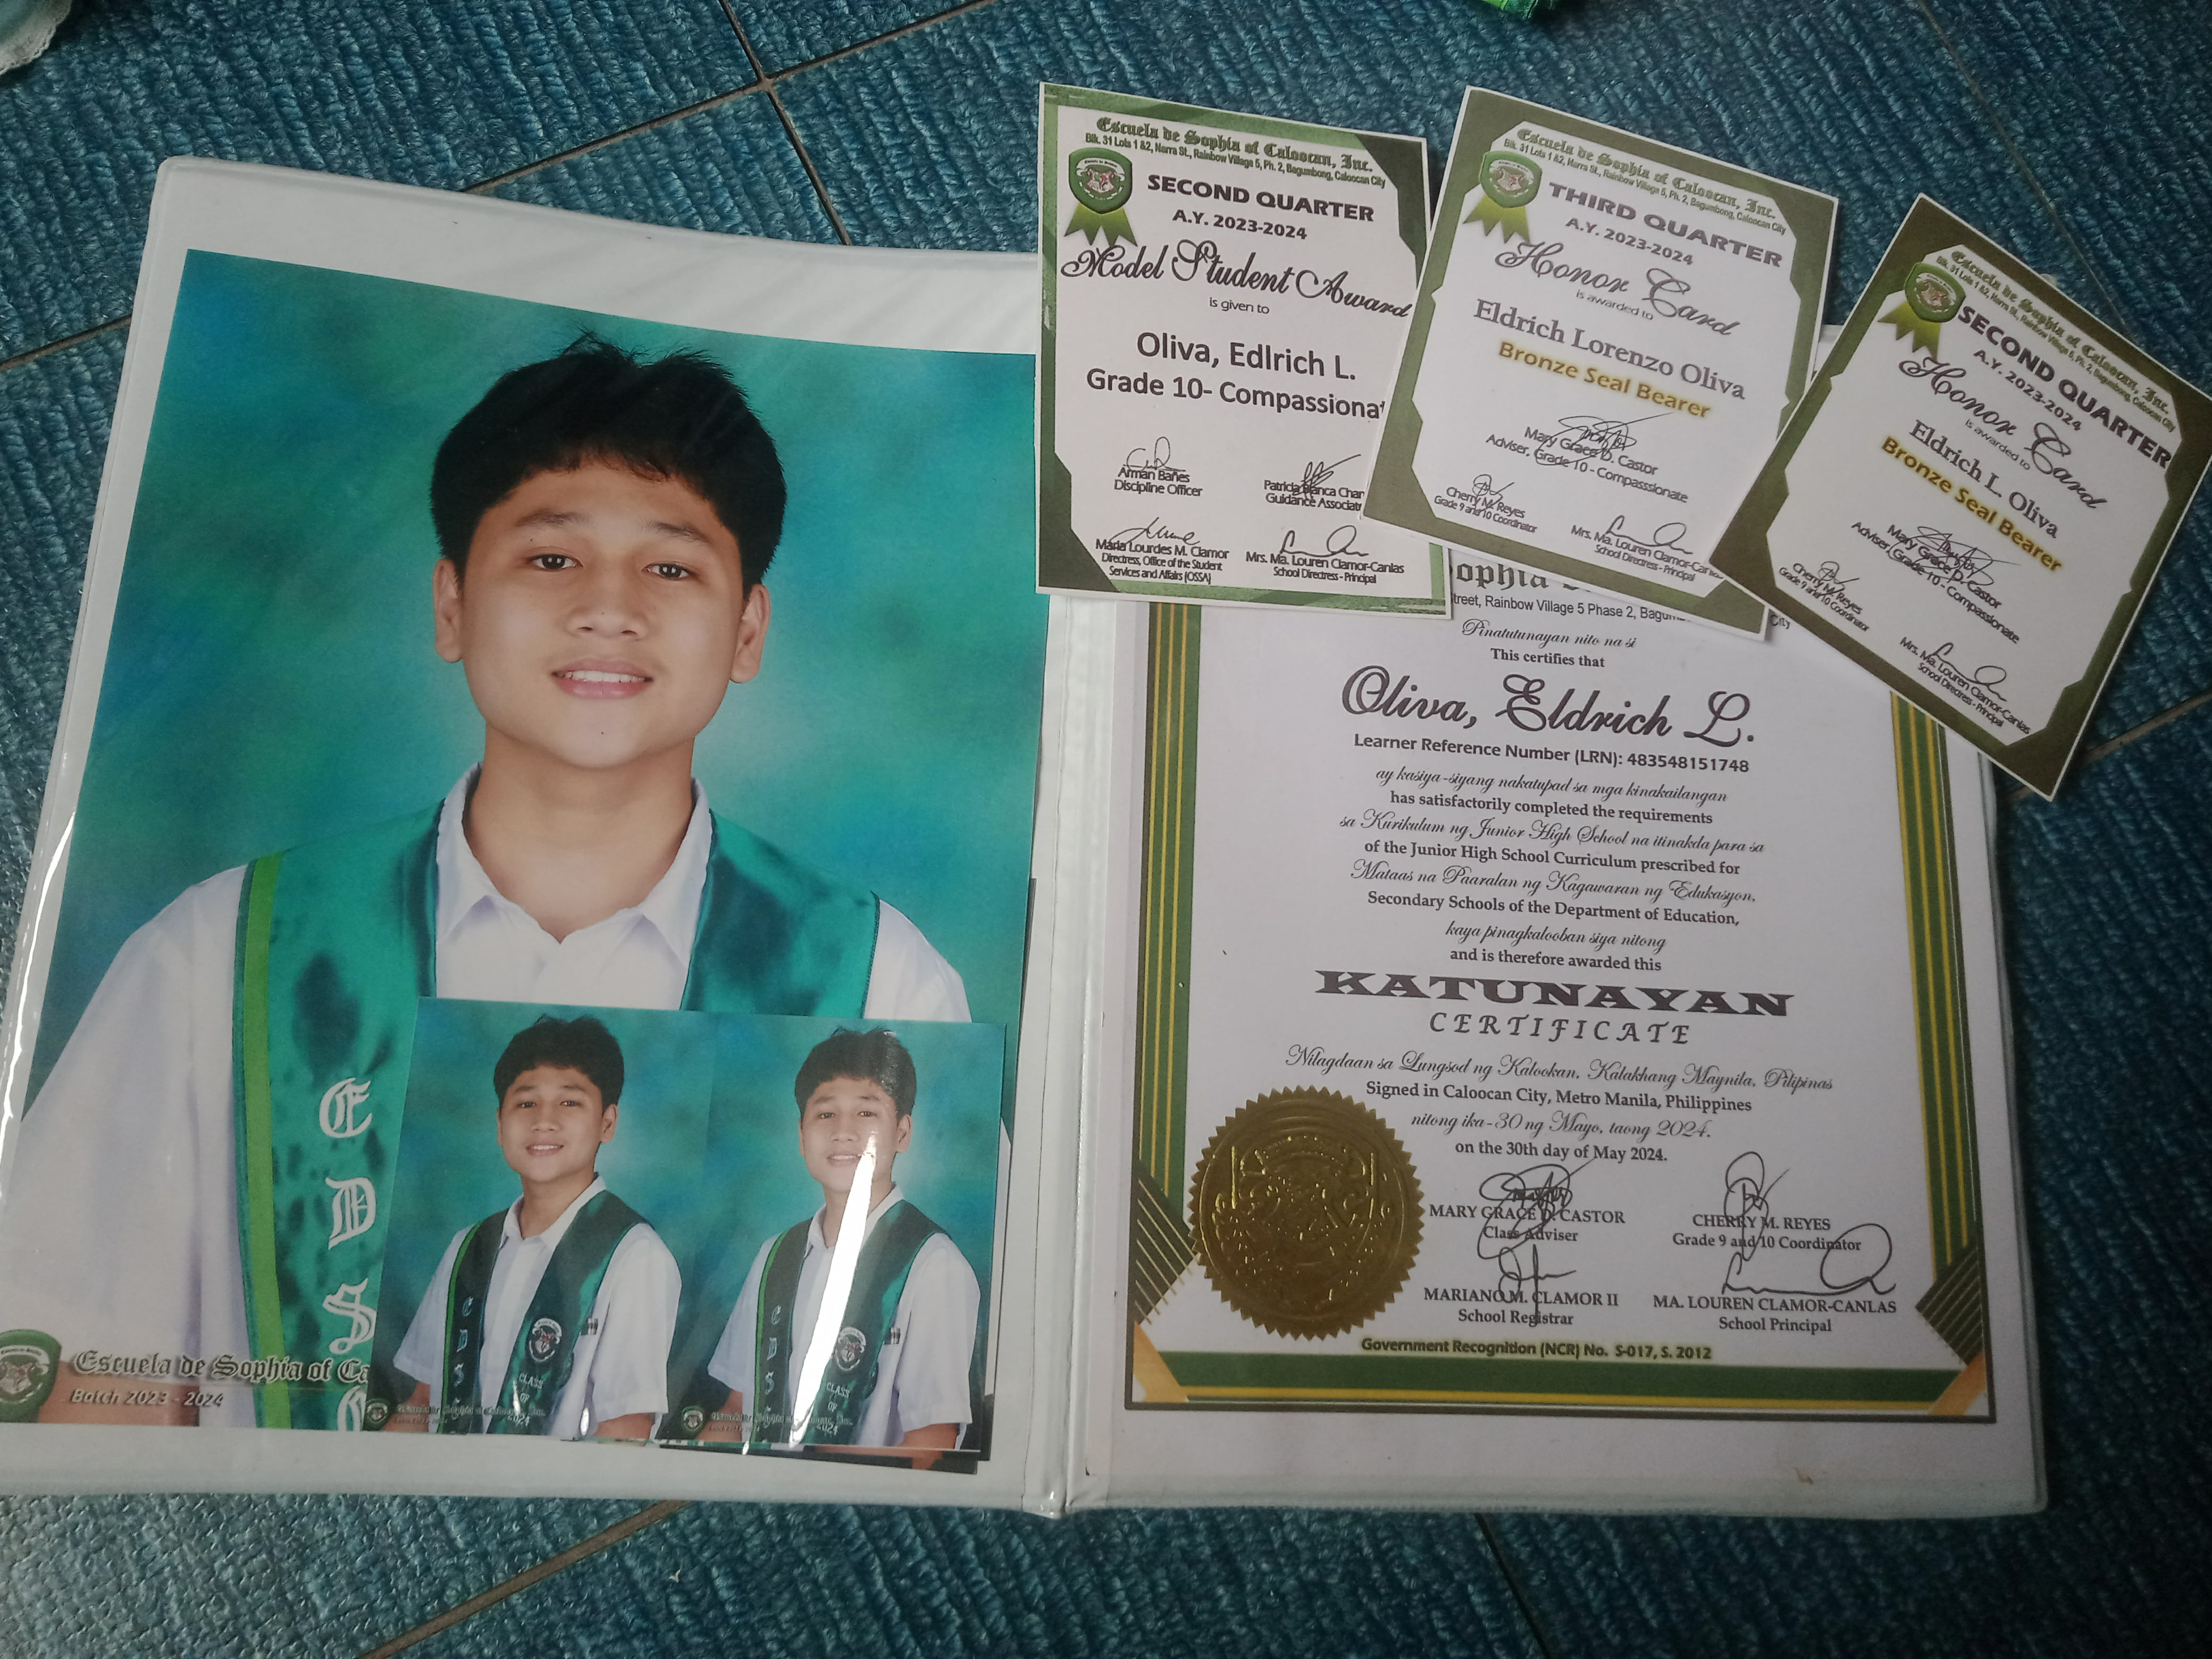 Escuela de Sophia of Caloocan, Inc.
Blk. 31 Lots 1 &2, Narra St., Rainbow Village 5, Ph. 2, Bagumbong, Caloocan City
SECOND QUARTER
A.Y. 2023-2024
Model Student Award
is given to
Oliva, Edlrich L.
Grade 10- Compassionat
Arman Bañes
Discipline Officer
Patricia Bianca Char
Guidance Associat
Maria Lourdes M. Clamor
Directress, Office of the Student
Services and Affairs (OSSA)
Mrs. Ma. Louren Clamor-Canlas
School Directress - Principal
Escuela de Sophia of Caloocan, Inc.
Blk. 31 Lots 1 &2, Narra St., Rainbow Village 5, Ph. 2, Bagumbong, Caloocan City
THIRD QUARTER
A.Y. 2023-2024
Honor Card
is awarded to
Eldrich Lorenzo Oliva
Bronze Seal Bearer
Mary Grace D. Castor
Adviser, Grade 10 - Compasssionate
Cherry M. Reyes
Grade 9 and 10 Coordinator
Mrs. Ma. Louren Clamor-Can
School Directress - Principal
Escuela de Sophia of Caloocan, Inc.
Blk. 31 Lots 1 &2, Narra St., Rainbow Village 5, Ph. 2, Bagumbong, Caloocan City
SECOND QUARTER
A.Y. 2023-2024
Honor Card
is awarded to
Eldrich L. Oliva
Bronze Seal Bearer
Mary Grace D. Castor
Adviser, Grade 10 - Compassionate
Cherry M. Reyes
Grade 9 and 10 Coordinator
Mrs. Ma. Louren Clamor-Canlas
School Directress - Principal
ophia
treet, Rainbow Village 5 Phase 2, Bagum
City
Pinatutunayan nito na si
This certifies that
Oliva, Eldrich L.
Learner Reference Number (LRN): 483548151748
ay kasiya-siyang nakatupad sa mga kinakailangan
has satisfactorily completed the requirements
sa Kurikulum ng Junior High School na itinakda para sa
of the Junior High School Curriculum prescribed for
Mataas na Paaralan ng Kagawaran ng Edukasyon,
Secondary Schools of the Department of Education,
kaya pinagkalooban siya nitong
and is therefore awarded this
KATUNAYAN
CERTIFICATE
Nilagdaan sa Lungsod ng Kalookan, Kalakhang Maynila, Pilipinas
Signed in Caloocan City, Metro Manila, Philippines
nitong ika-30 ng Mayo, taong 2024.
on the 30th day of May 2024.
MARY GRACE D. CASTOR
Class Adviser
CHERRY M. REYES
Grade 9 and 10 Coordinator
MARIANO M. CLAMOR II
School Registrar
MA. LOUREN CLAMOR-CANLAS
School Principal
Government Recognition (NCR) No. S-017, S. 2012
E
D
S
Escuela de Sophia of Ca
Batch 2023 - 2024
E
D
S
CLASS
OF
2024
E
D
S
CLASS
OF
2024